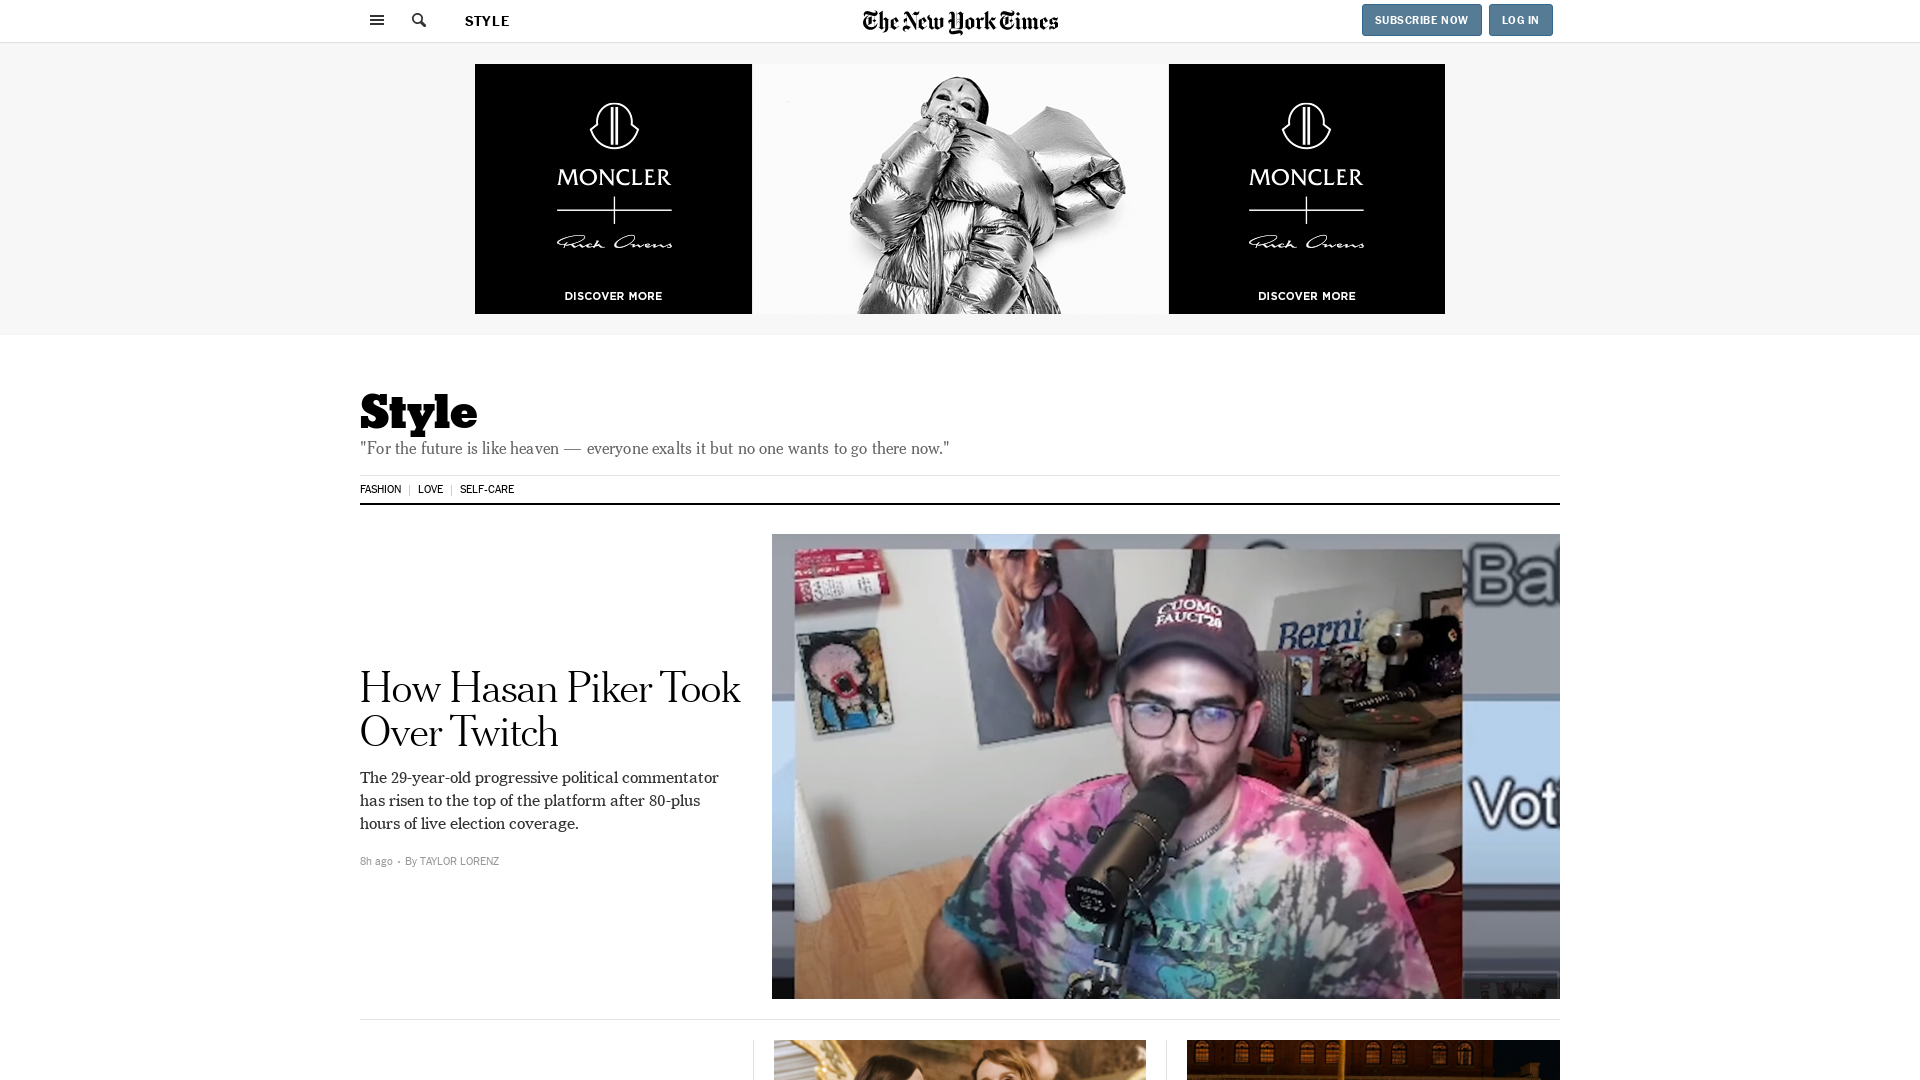 STYLE
The New York Times
SUBSCRIBE NOW
LOG IN
MONCLER
Rick Owens
DISCOVER MORE
MONCLER
Rick Owens
DISCOVER MORE
Style
"For the future is like heaven — everyone exalts it but no one wants to go there now."
FASHION
LOVE
SELF-CARE
How Hasan Piker Took
Over Twitch
The 29-year-old progressive political commentator
has risen to the top of the platform after 80-plus
hours of live election coverage.
8h ago • By TAYLOR LORENZ
eBa
CUOMO
FAUCI '20
Berni
Vot